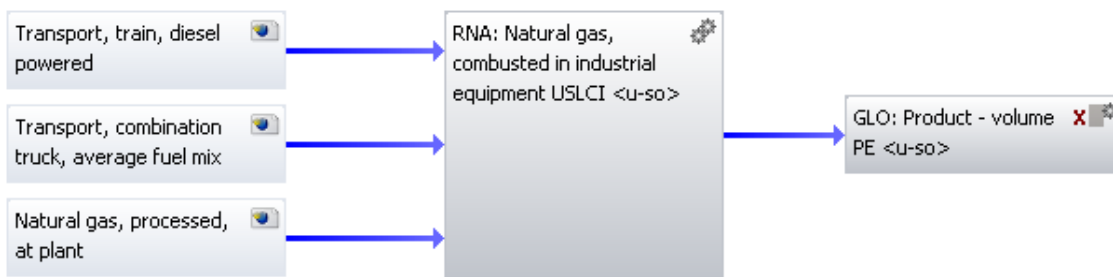 Transport, train, diesel
powered
Transport, combination
truck, average fuel mix
Natural gas, processed,
at plant
RNA: Natural gas,
combusted in industrial
equipment USLCI <u-so>
GLO: Product - volume
PE <u-so>